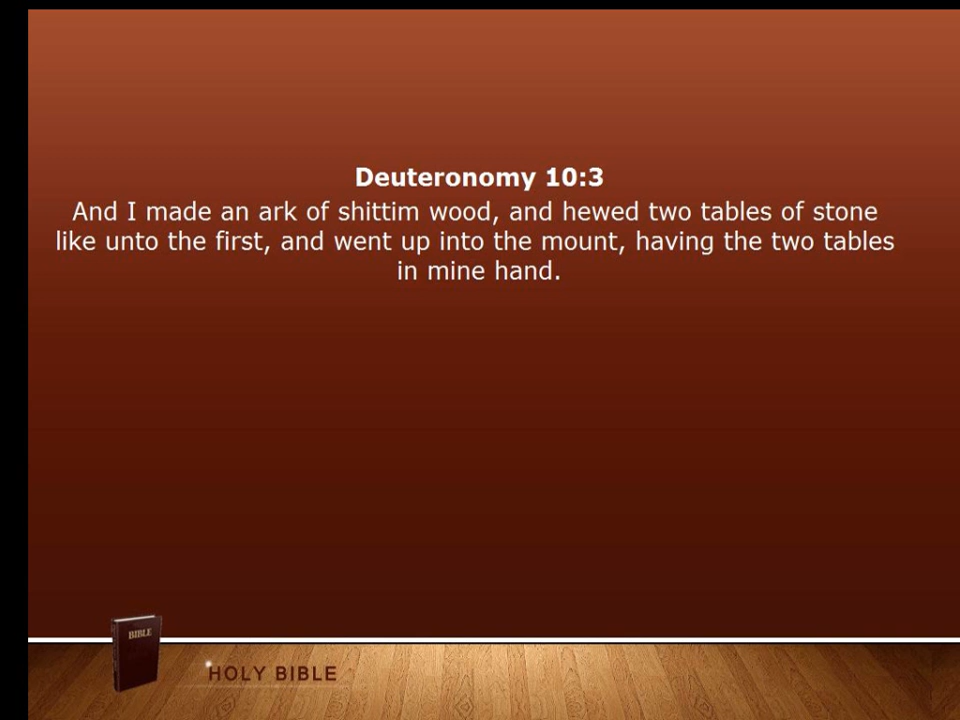 Deuteronomy 10:3
And I made an ark of shittim wood, and hewed two tables of stone
like unto the first, and went up into the mount, having the two tables
in mine hand.
BIBLE
HOLY BIBLE